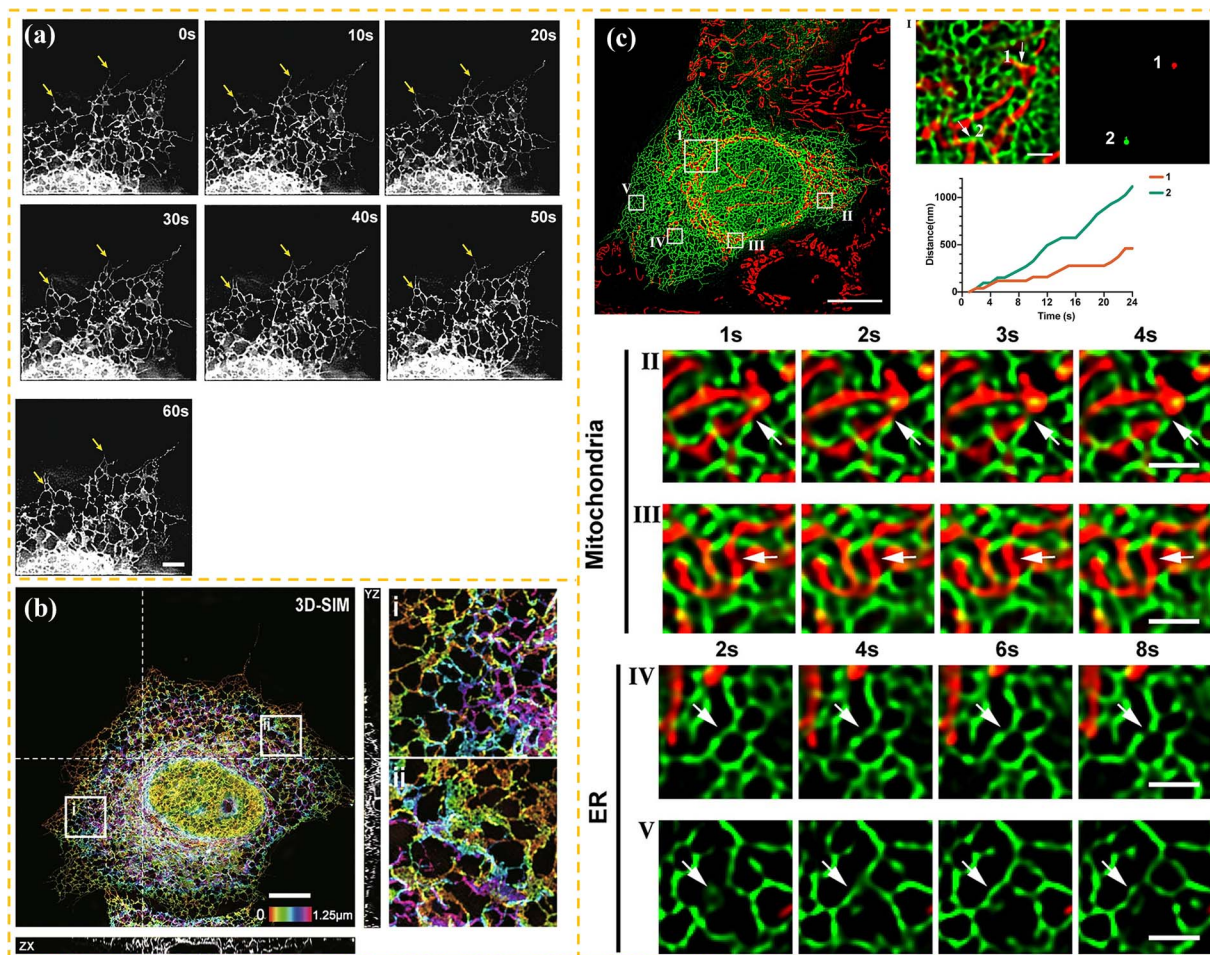 (a)
0s
10s
20s
30s
40s
50s
60s
(b)
3D-SIM
i
ii
0
1.25μm
YZ
ZX
i
ii
(c)
I
II
III
IV
V
I
1
2
1
2
1
2
Distance(nm)
1000
500
0
4
8
12
16
20
24
Time (s)
Mitochondria
1s
2s
3s
4s
II
III
ER
2s
4s
6s
8s
IV
V